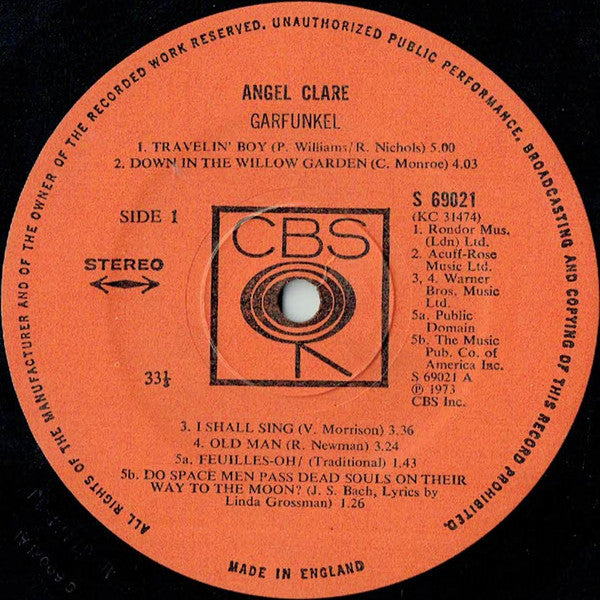 ALL RIGHTS OF THE MANUFACTURER AND OF THE OWNER OF THE RECORDED WORK RESERVED. UNAUTHORIZED PUBLIC PERFORMANCE, BROADCASTING AND COPYING OF THIS RECORD PROHIBITED.
ANGEL CLARE
GARFUNKEL
1. TRAVELIN' BOY (P. Williams/R. Nichols) 5.00
2. DOWN IN THE WILLOW GARDEN (C. Monroe) 4.03
SIDE 1
STEREO
33⅓
CBS
S 69021
(KC 31474)
1. Rondor Mus.
(Ldn) Ltd.
2. Acuff-Rose
Music Ltd.
3, 4. Warner
Bros. Music
Ltd.
5a. Public
Domain
5b. The Music
Pub. Co. of
America Inc.
S 69021 A
Ⓟ 1973
CBS Inc.
3. I SHALL SING (V. Morrison) 3.36
4. OLD MAN (R. Newman) 3.24
5a. FEUILLES-OH/ (Traditional) 1.43
5b. DO SPACE MEN PASS DEAD SOULS ON THEIR
WAY TO THE MOON? (J. S. Bach, Lyrics by
Linda Grossman) 1.26
MADE IN ENGLAND